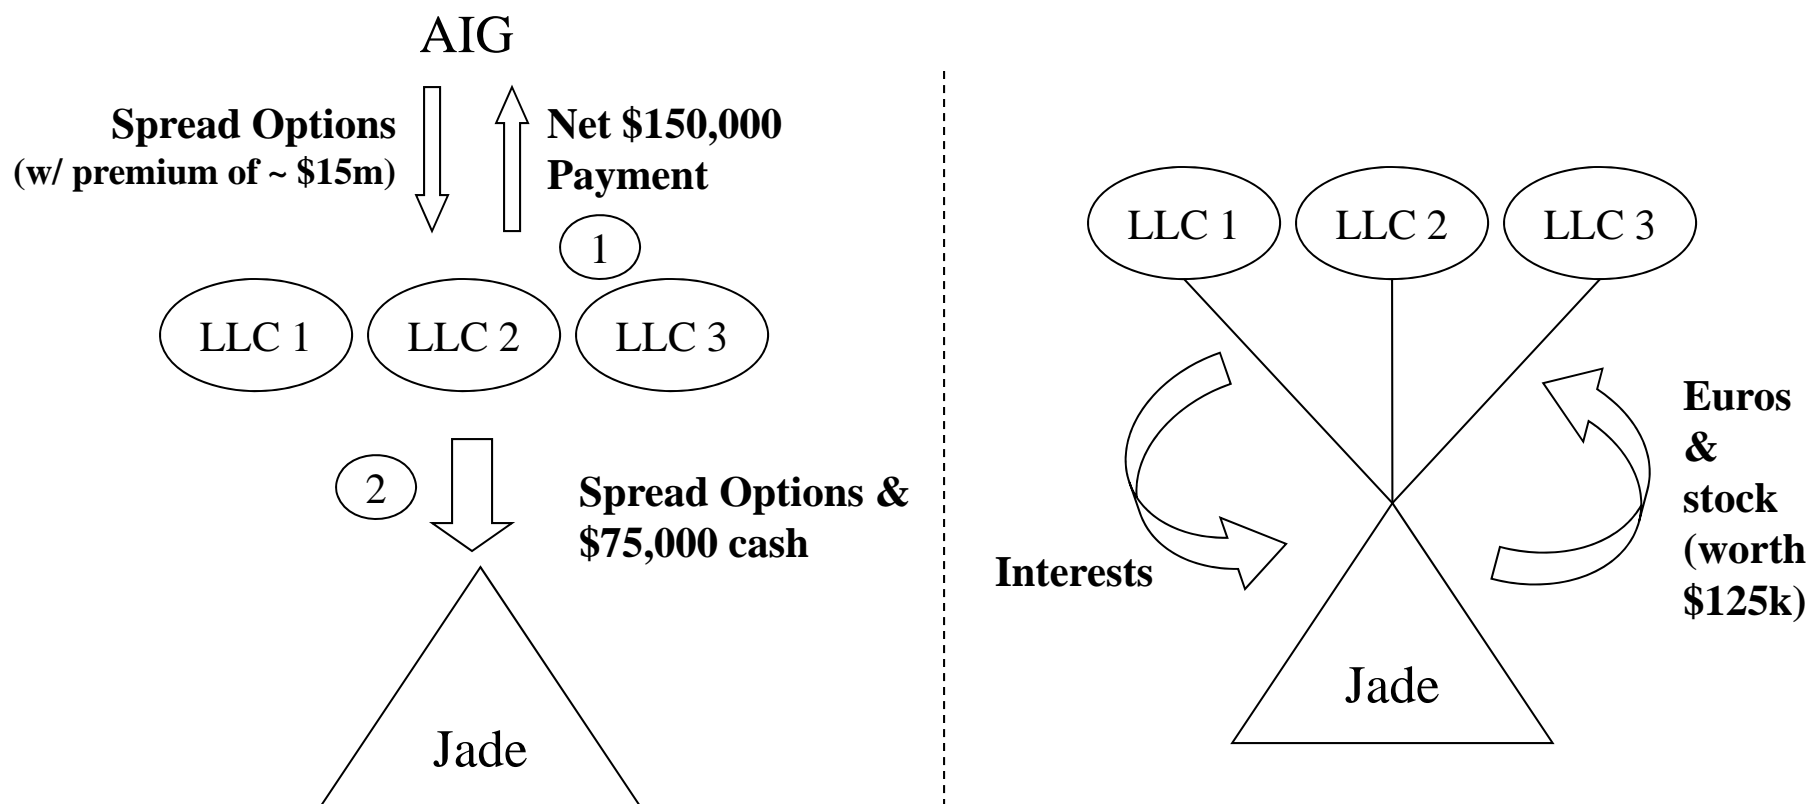 AIG
Spread Options
(w/ premium of ~ $15m)
Net $150,000
Payment
1
LLC 1
LLC 2
LLC 3
2
Spread Options &
$75,000 cash
Jade
LLC 1
LLC 2
LLC 3
Interests
Euros
&
stock
(worth
$125k)
Jade